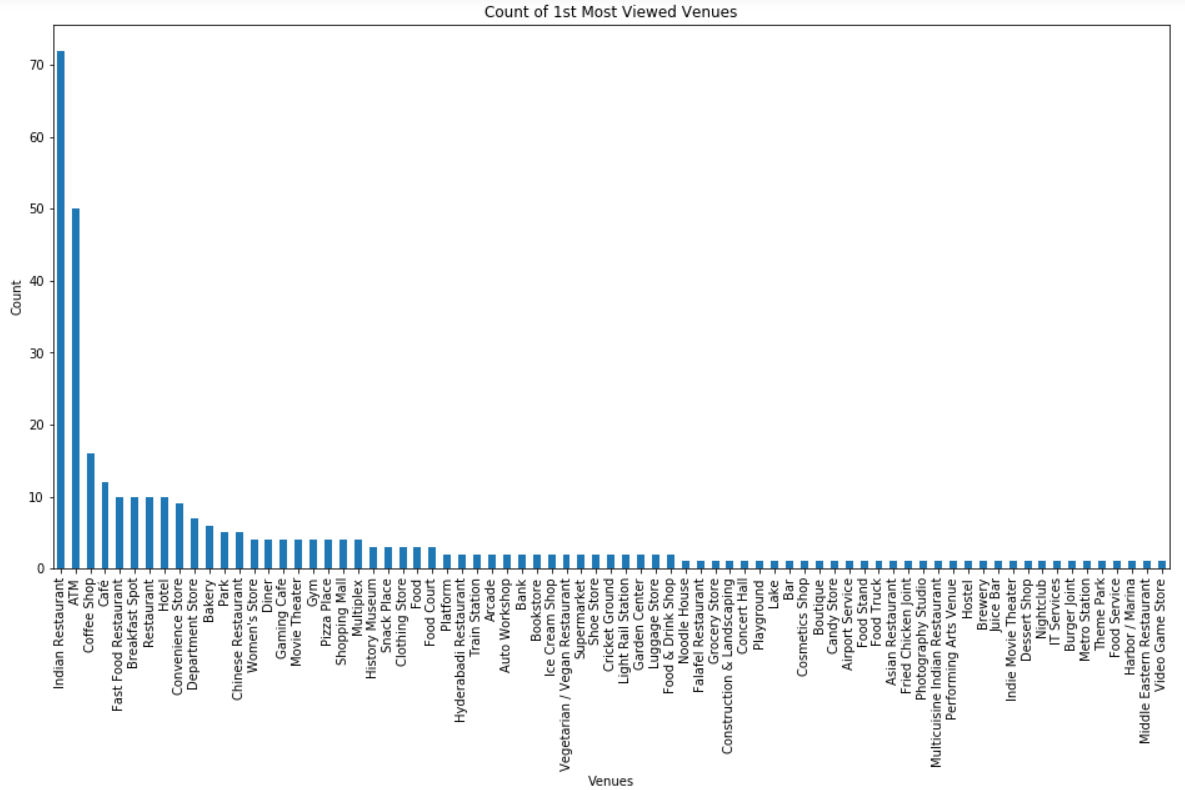 Count of 1st Most Viewed Venues
Count
70
60
50
40
30
20
10
0
Indian Restaurant
ATM
Coffee Shop
Café
Fast Food Restaurant
Breakfast Spot
Restaurant
Hotel
Convenience Store
Department Store
Bakery
Park
Chinese Restaurant
Women's Store
Diner
Gaming Cafe
Movie Theater
Gym
Pizza Place
Shopping Mall
Multiplex
History Museum
Snack Place
Clothing Store
Food
Food Court
Platform
Hyderabadi Restaurant
Train Station
Arcade
Auto Workshop
Bank
Bookstore
Ice Cream Shop
Vegetarian / Vegan Restaurant
Supermarket
Shoe Store
Cricket Ground
Light Rail Station
Garden Center
Luggage Store
Food & Drink Shop
Noodle House
Falafel Restaurant
Grocery Store
Construction & Landscaping
Concert Hall
Playground
Lake
Bar
Cosmetics Shop
Boutique
Candy Store
Airport Service
Food Stand
Food Truck
Asian Restaurant
Fried Chicken Joint
Photography Studio
Multicuisine Indian Restaurant
Performing Arts Venue
Hostel
Brewery
Juice Bar
Indie Movie Theater
Dessert Shop
Nightclub
IT Services
Burger Joint
Metro Station
Theme Park
Food Service
Harbor / Marina
Middle Eastern Restaurant
Video Game Store
Venues